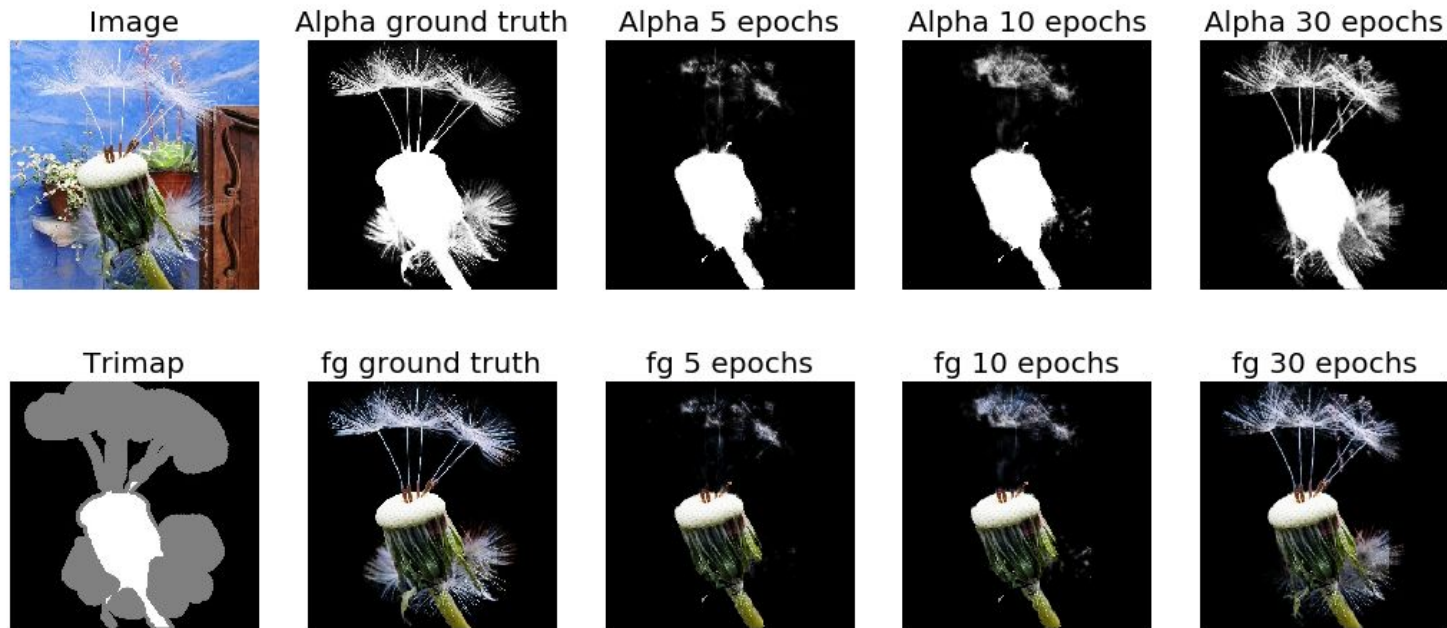 Image Alpha ground truth Alpha 5 epochs Alpha 10 epochs Alpha 30 epochs
Trimap fg ground truth fg 5 epochs fg 10 epochs fg 30 epochs